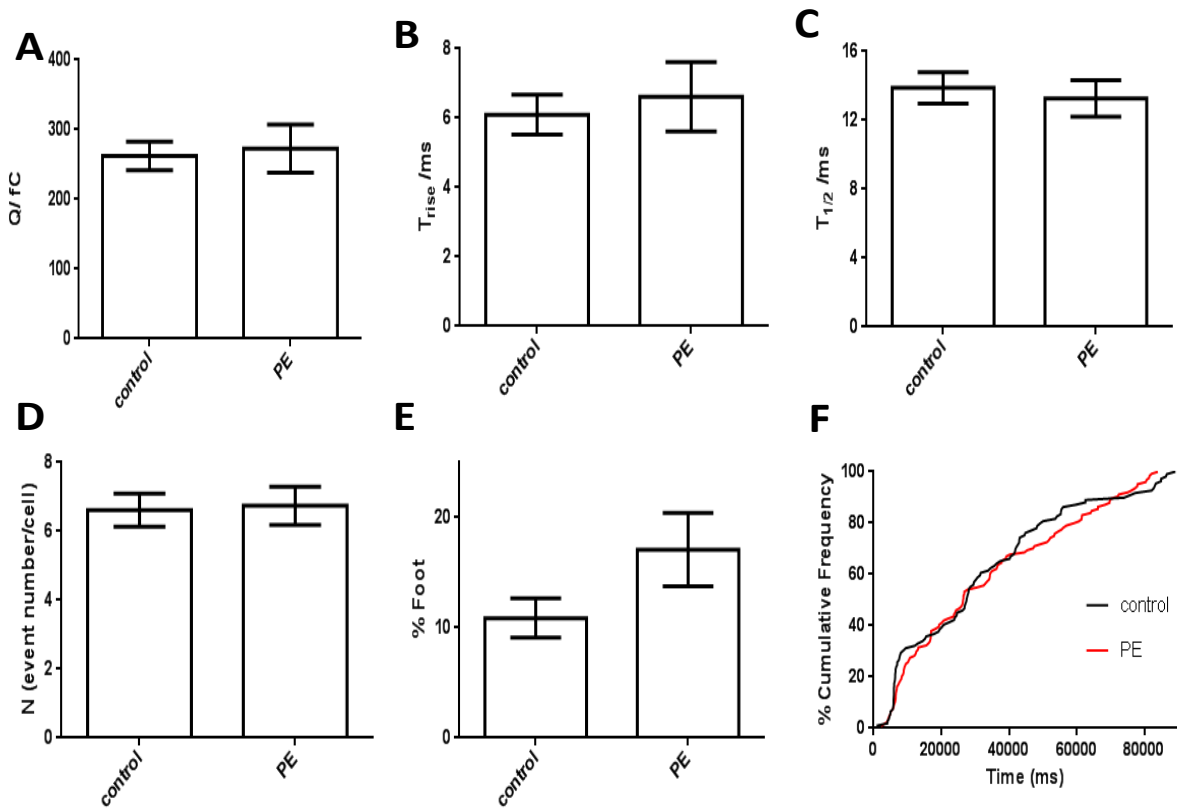 A
Q/ fC
400
300
200
100
0
control
PE
B
T_rise /ms
8
6
4
2
0
control
PE
C
T_1/2 /ms
16
12
8
4
0
control
PE
D
N (event number/cell)
8
6
4
2
0
control
PE
E
% Foot
20
10
0
control
PE
F
% Cumulative Frequency
100
80
60
40
20
0
control
PE
0 20000 40000 60000 80000
Time (ms)